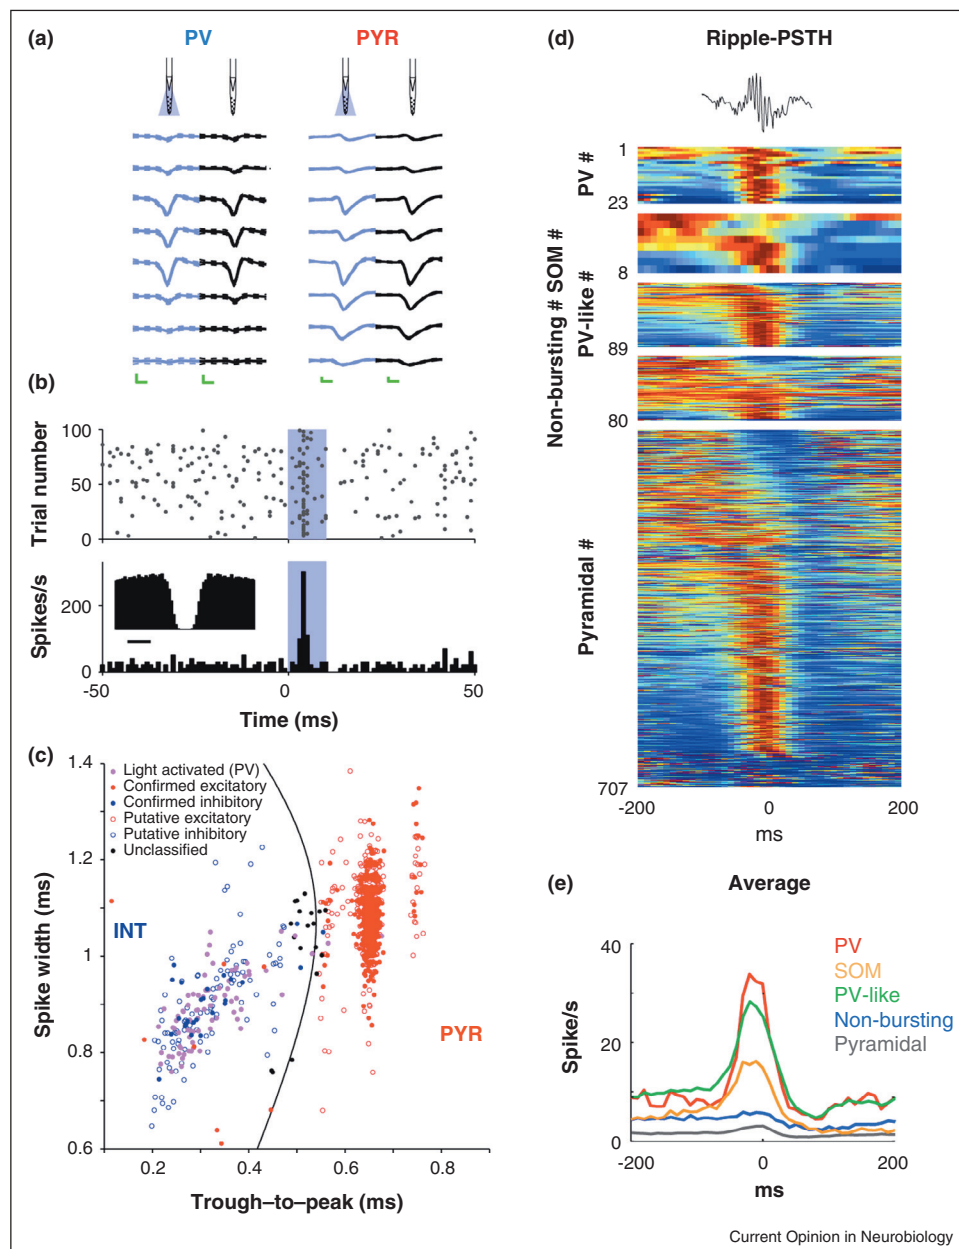 (a)
PV
PYR
(b)
100
50
0
Trial number
200
0
Spikes/s
-50
0
50
Time (ms)
(c)
1.4
1.2
1
0.8
0.6
Spike width (ms)
Light activated (PV)
Confirmed excitatory
Confirmed inhibitory
Putative excitatory
Putative inhibitory
Unclassified
INT
PYR
0.2
0.4
0.6
0.8
Trough–to–peak (ms)
(d)
Ripple-PSTH
PV #
1
23
SOM #
8
PV-like #
89
Non-bursting #
80
Pyramidal #
707
-200
0
200
ms
(e)
Average
40
20
0
Spike/s
PV
SOM
PV-like
Non-bursting
Pyramidal
-200
0
200
ms
Current Opinion in Neurobiology